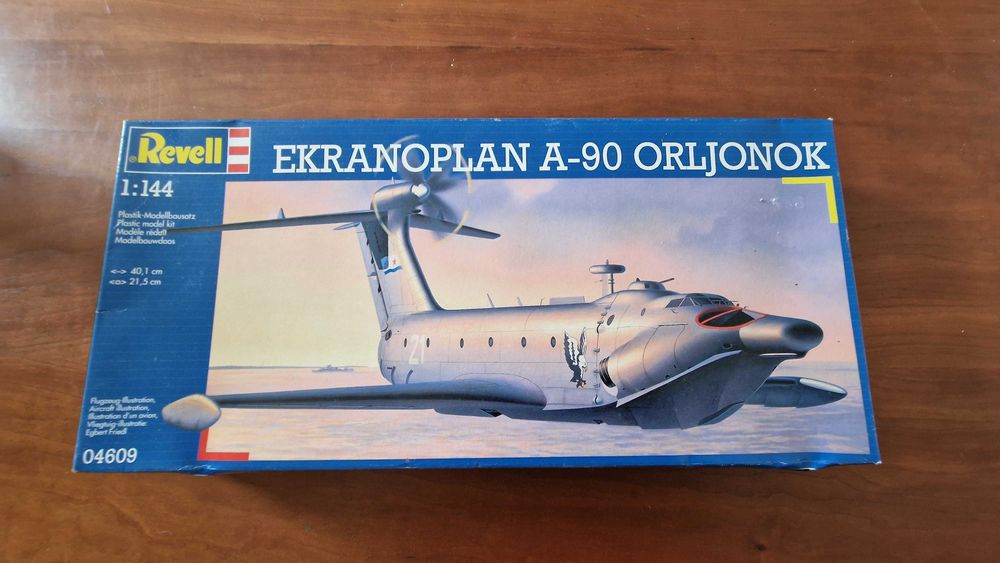 Revell
EKRANOPLAN A-90 ORLJONOK
1:144
Plastik-Modellbausatz
Plastic model kit
Modèle réduit
Modelbouwdoos
<-> 40,1 cm
<o> 21,5 cm
21
Flugzeug-Illustration,
Aircraft illustration,
Illustration d'un avion,
Vliegtuig-illustratie:
Egbert Friedl
04609